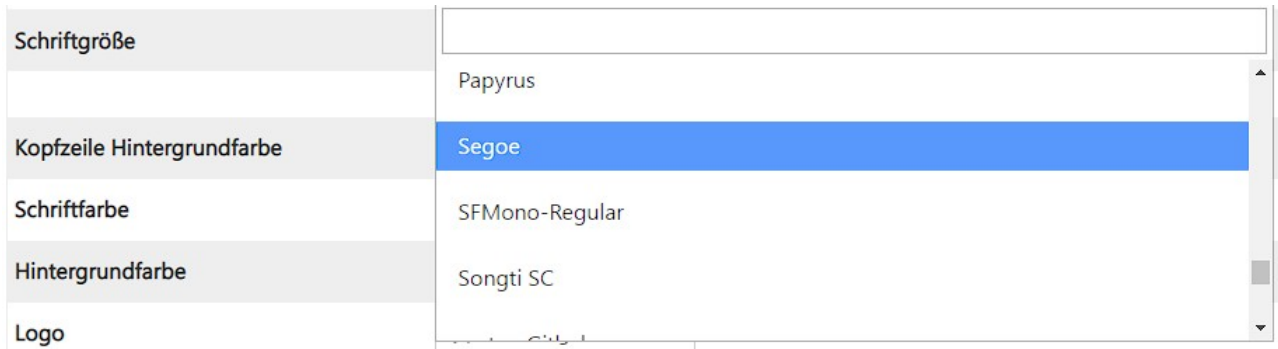 Schriftgröße
Papyrus
Kopfzeile Hintergrundfarbe
Segoe
Schriftfarbe
SFMono-Regular
Hintergrundfarbe
Songti SC
Logo